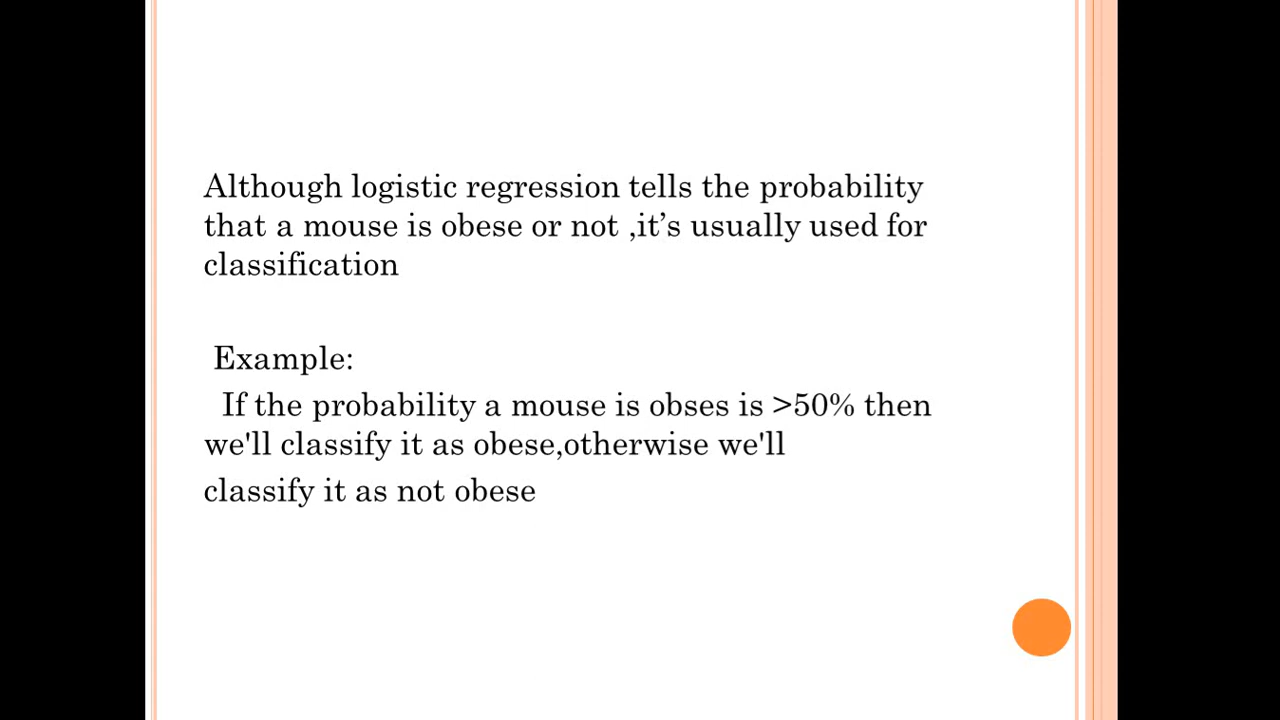 Although logistic regression tells the probability
that a mouse is obese or not ,it’s usually used for
classification
Example:
If the probability a mouse is obses is >50% then
we'll classify it as obese,otherwise we'll
classify it as not obese